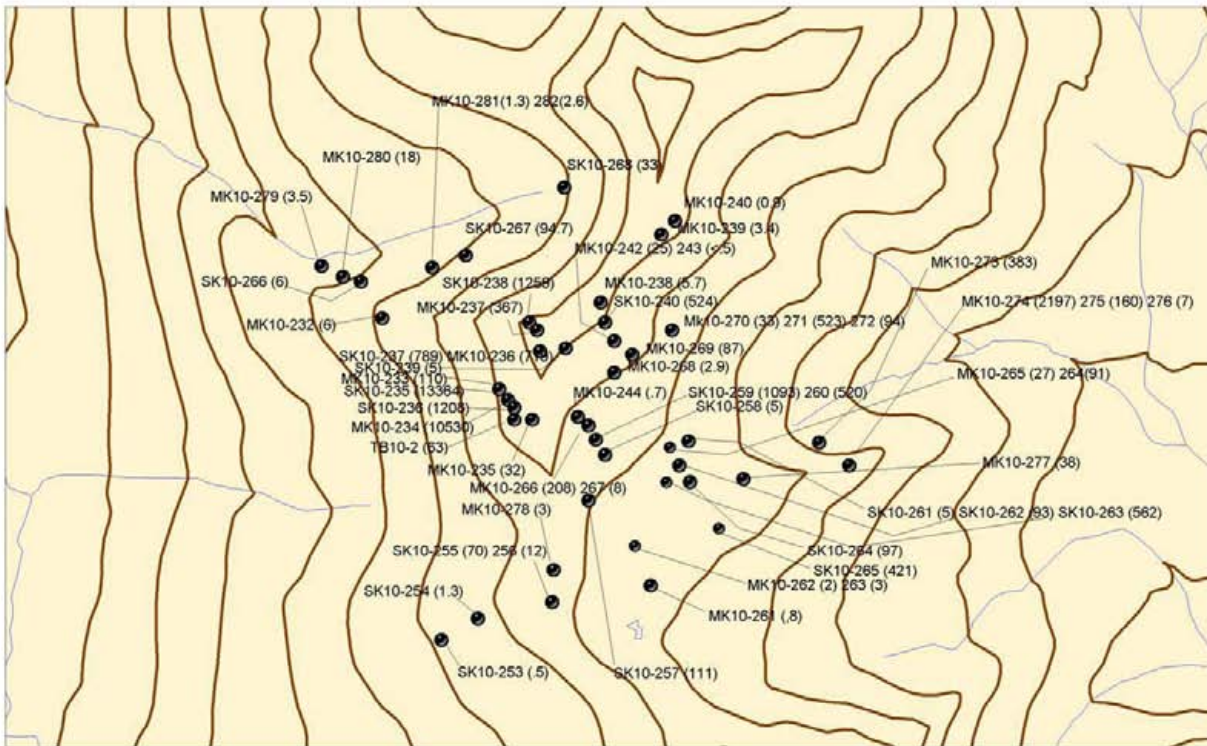 MK10-281(1.3) 282(2.6)
MK10-280 (18)
SK10-268 (33)
MK10-279 (3.5)
MK10-240 (0.9)
MK10-239 (3.4)
SK10-267 (94.7)
MK10-242 (25) 243 (<.5)
MK10-273 (383)
SK10-266 (6)
SK10-238 (1259)
MK10-238 (5.7)
SK10-240 (524)
MK10-274 (2197) 275 (160) 276 (7)
MK10-237 (367)
MK10-232 (6)
Mk10-270 (33) 271 (523) 272 (94)
MK10-269 (87)
SK10-237 (789) MK10-236 (718)
SK10-239 (5)
MK10-268 (2.9)
MK10-265 (27) 264(91)
MK10-233 (110)
SK10-235 (13364)
MK10-244 (.7)
SK10-259 (1093) 260 (520)
SK10-258 (5)
SK10-236 (1208)
MK10-234 (10530)
TB10-2 (63)
MK10-235 (32)
MK10-277 (38)
MK10-266 (208) 267 (8)
MK10-278 (3)
SK10-261 (5) SK10-262 (93) SK10-263 (562)
SK10-255 (70) 256 (12)
SK10-264 (97)
SK10-265 (421)
MK10-262 (2) 263 (3)
SK10-254 (1.3)
MK10-261 (.8)
SK10-253 (.5)
SK10-257 (111)